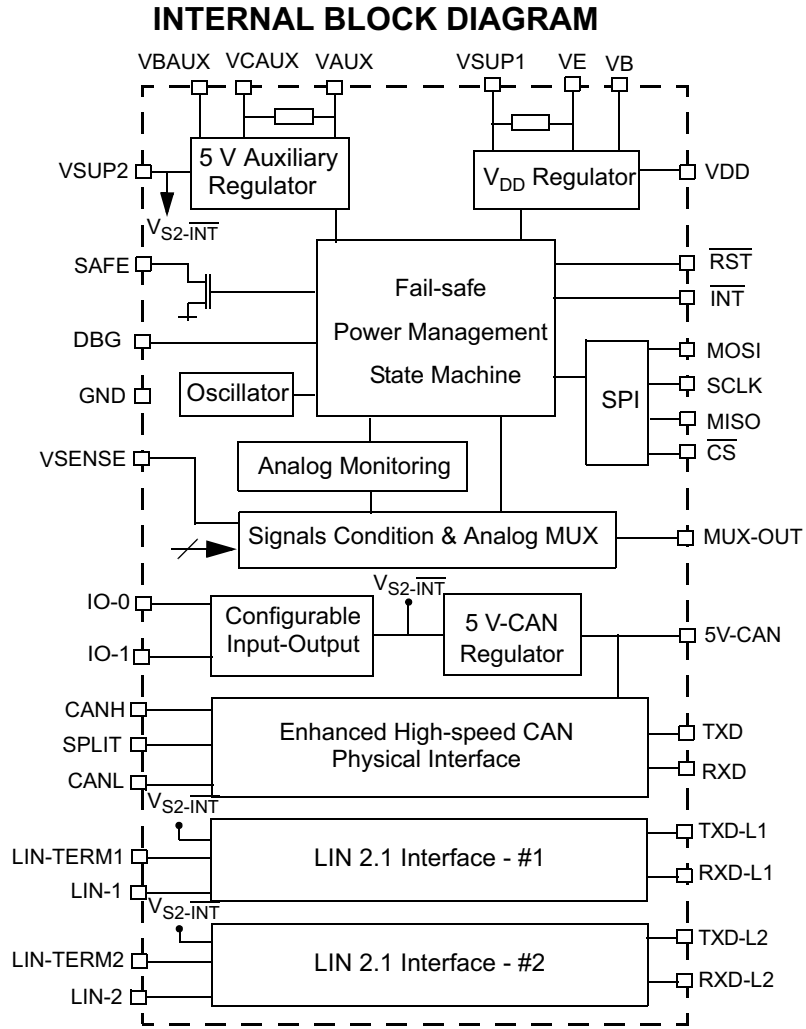 INTERNAL BLOCK DIAGRAM
VBAUX VCAUX VAUX VSUP1 VE VB
5 V Auxiliary
Regulator
VDD Regulator
VSUP2
VDD
VS2-INT
SAFE
RST
Fail-safe
INT
Power Management
DBG
MOSI
State Machine
SCLK
GND
Oscillator
SPI
MISO
CS
VSENSE
Analog Monitoring
Signals Condition & Analog MUX
MUX-OUT
VS2-INT
IO-0
Configurable
Input-Output
5 V-CAN
Regulator
5V-CAN
IO-1
CANH
Enhanced High-speed CAN
Physical Interface
TXD
SPLIT
RXD
CANL
VS2-INT
TXD-L1
LIN-TERM1
LIN 2.1 Interface - #1
RXD-L1
LIN-1
VS2-INT
TXD-L2
LIN-TERM2
LIN 2.1 Interface - #2
RXD-L2
LIN-2